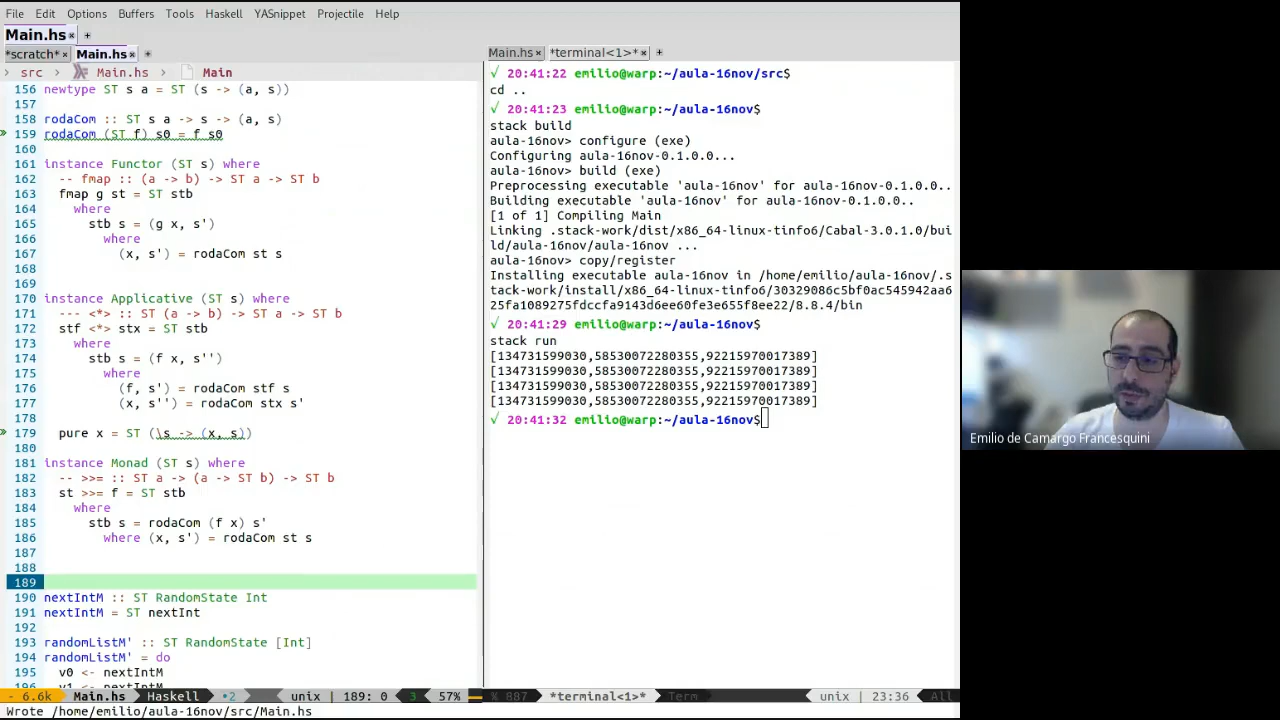 File Edit Options Buffers Tools Haskell YASnippet Projectile Help
Main.hs × +
*scratch* × Main.hs × +
> src > Main.hs > Main
156 newtype ST s a = ST (s -> (a, s))
157
158 rodaCom :: ST s a -> s -> (a, s)
159 rodaCom (ST f) s0 = f s0
160
161 instance Functor (ST s) where
162 -- fmap :: (a -> b) -> ST a -> ST b
163 fmap g st = ST stb
164 where
165 stb s = (g x, s')
166 where
167 (x, s') = rodaCom st s
168
169
170 instance Applicative (ST s) where
171 --- <*> :: ST (a -> b) -> ST a -> ST b
172 stf <*> stx = ST stb
173 where
174 stb s = (f x, s'')
175 where
176 (f, s') = rodaCom stf s
177 (x, s'') = rodaCom stx s'
178
179 pure x = ST (\s -> (x, s))
180
181 instance Monad (ST s) where
182 -- >>= :: ST a -> (a -> ST b) -> ST b
183 st >>= f = ST stb
184 where
185 stb s = rodaCom (f x) s'
186 where (x, s') = rodaCom st s
187
188
189
190 nextIntM :: ST RandomState Int
191 nextIntM = ST nextInt
192
193 randomListM' :: ST RandomState [Int]
194 randomListM' = do
195 v0 <- nextIntM
196 v1 <- nextIntM
- 6.6k Main.hs Haskell •2 unix 189: 0 3 57%
Wrote /home/emilio/aula-16nov/src/Main.hs
Main.hs × *terminal<1>* × +
√ 20:41:22 emilio@warp:~/aula-16nov/src$
cd ..
√ 20:41:23 emilio@warp:~/aula-16nov$
stack build
aula-16nov> configure (exe)
Configuring aula-16nov-0.1.0.0...
aula-16nov> build (exe)
Preprocessing executable 'aula-16nov' for aula-16nov-0.1.0.0..
Building executable 'aula-16nov' for aula-16nov-0.1.0.0..
[1 of 1] Compiling Main
Linking .stack-work/dist/x86_64-linux-tinfo6/Cabal-3.0.1.0/bui
ld/aula-16nov/aula-16nov ...
aula-16nov> copy/register
Installing executable aula-16nov in /home/emilio/aula-16nov/.s
tack-work/install/x86_64-linux-tinfo6/30329086c5bf0ac545942aa6
25fa1089275fdccfa9143d6ee60fe3e655f8ee22/8.8.4/bin
√ 20:41:29 emilio@warp:~/aula-16nov$
stack run
[134731599030,58530072280355,92215970017389]
[134731599030,58530072280355,92215970017389]
[134731599030,58530072280355,92215970017389]
[134731599030,58530072280355,92215970017389]
√ 20:41:32 emilio@warp:~/aula-16nov$
% 887 *terminal<1>* Term unix 23:36 All
Emilio de Camargo Francesquini